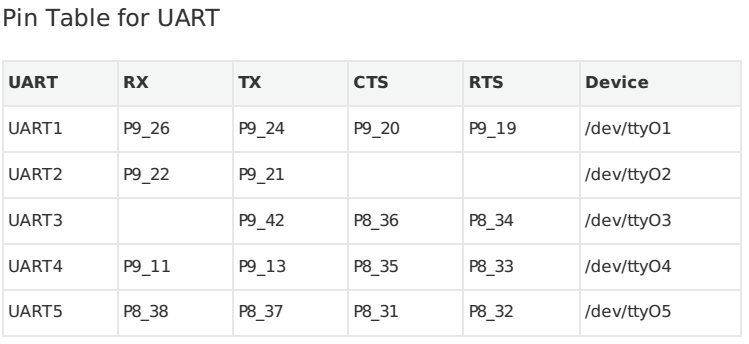 Pin Table for UART
UART RX TX CTS RTS Device
UART1 P9_26 P9_24 P9_20 P9_19 /dev/ttyO1
UART2 P9_22 P9_21 /dev/ttyO2
UART3 P9_42 P8_36 P8_34 /dev/ttyO3
UART4 P9_11 P9_13 P8_35 P8_33 /dev/ttyO4
UART5 P8_38 P8_37 P8_31 P8_32 /dev/ttyO5